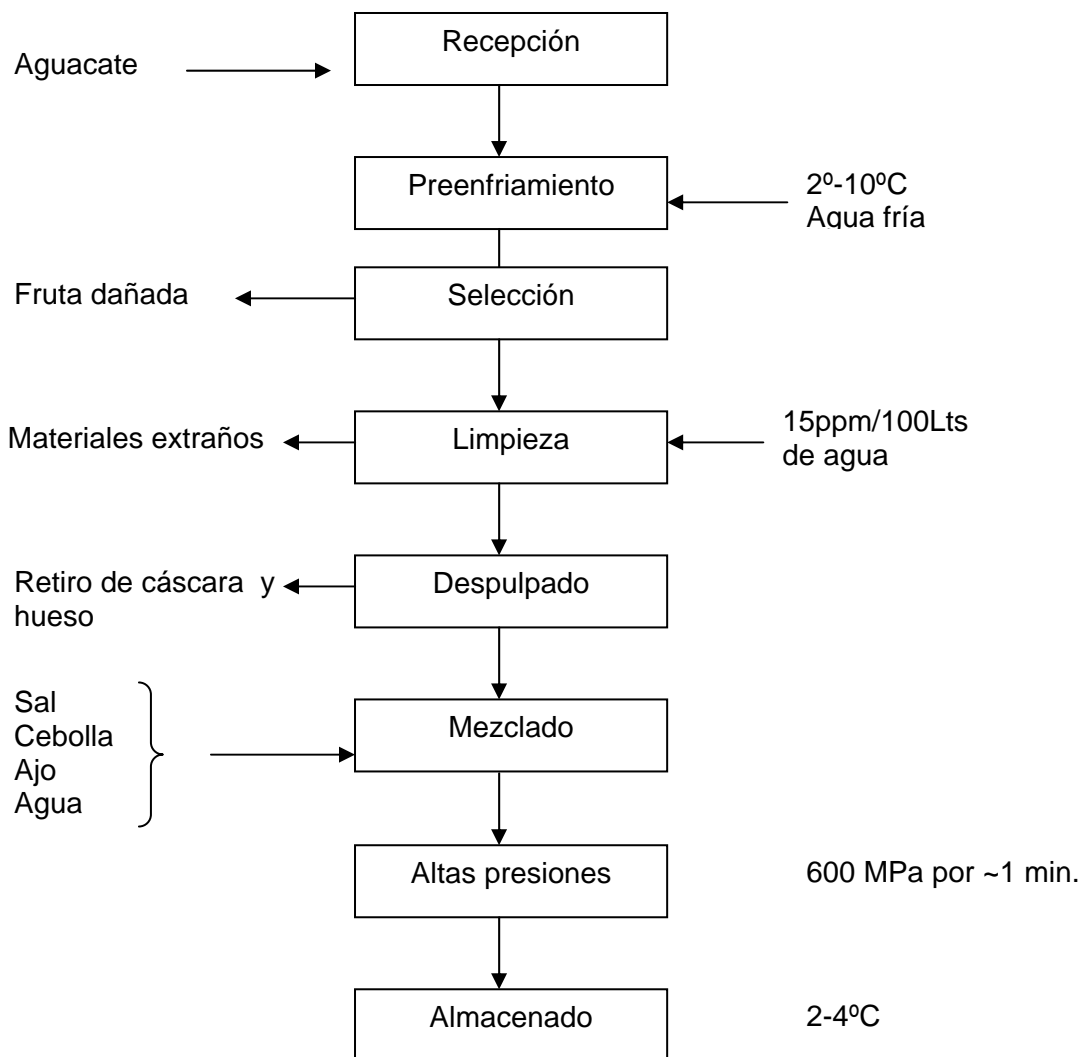 Recepción
Aguacate
Preenfriamiento
2º-10ºC
Agua fría
Fruta dañada
Selección
Materiales extraños
Limpieza
15ppm/100Lts
de agua
Retiro de cáscara y
hueso
Despulpado
Sal
Cebolla
Ajo
Agua
Mezclado
Altas presiones
600 MPa por ~1 min.
Almacenado
2-4ºC